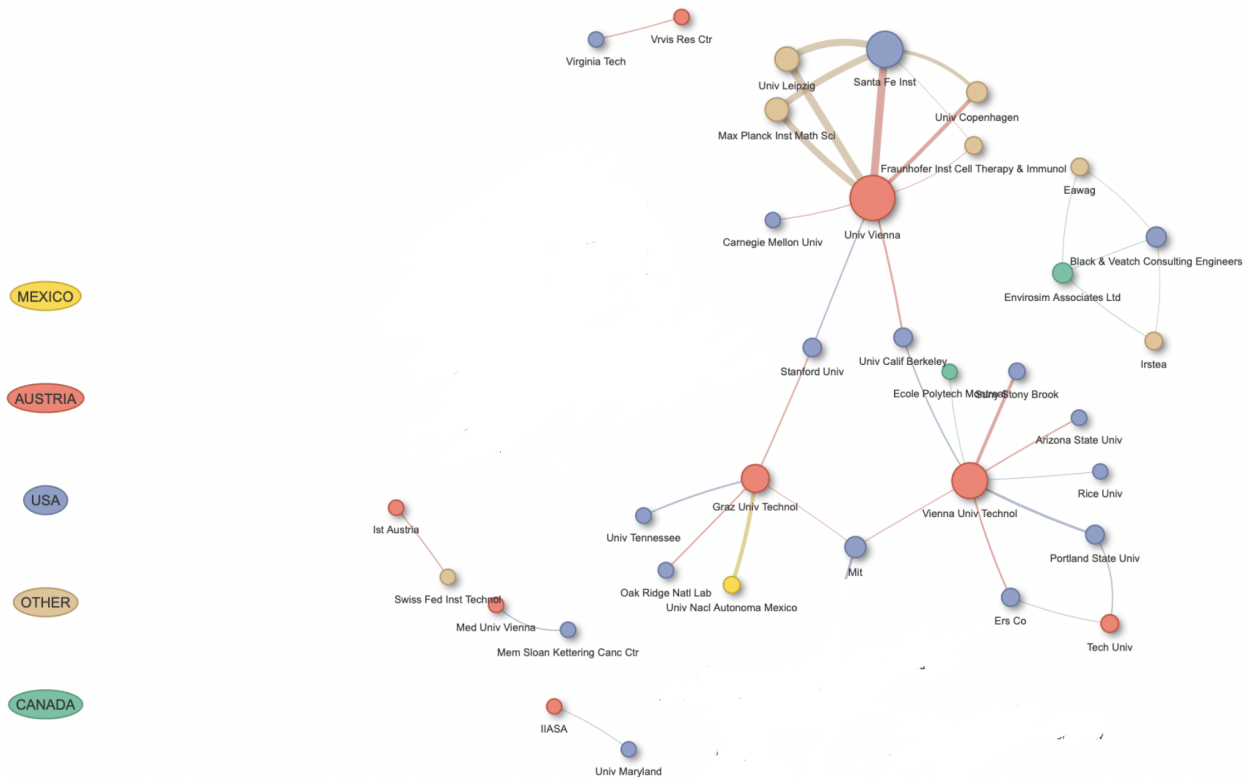 Vrvis Res Ctr
Virginia Tech
Santa Fe Inst
Univ Leipzig
Univ Copenhagen
Max Planck Inst Math Sci
Fraunhofer Inst Cell Therapy & Immunol
Eawag
Univ Vienna
Carnegie Mellon Univ
Black & Veatch Consulting Engineers
Envirosim Associates Ltd
MEXICO
Univ Calif Berkeley
Irstea
Stanford Univ
AUSTRIA
Ecole Polytech Montreal
Suny Stony Brook
Arizona State Univ
USA
Rice Univ
Graz Univ Technol
Vienna Univ Technol
Ist Austria
Univ Tennessee
Portland State Univ
Mit
Oak Ridge Natl Lab
OTHER
Swiss Fed Inst Technol
Univ Nacl Autonoma Mexico
Ers Co
Med Univ Vienna
Tech Univ
Mem Sloan Kettering Canc Ctr
CANADA
IIASA
Univ Maryland